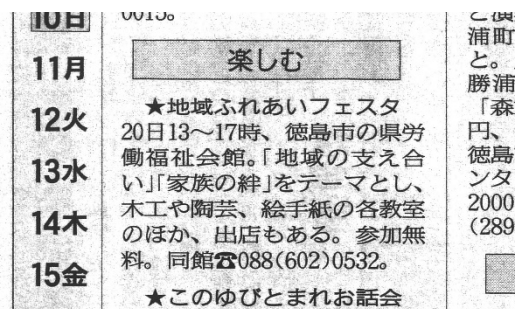 10日
11月
12火
13水
14木
15金
0015。
楽しむ
★地域ふれあいフェスタ
20日13〜17時、徳島市の県労
働福祉会館。「地域の支え合
い」「家族の絆」をテーマとし、
木工や陶芸、絵手紙の各教室
のほか、出店もある。参加無
料。同館☎088(602)0532。
★このゆびとまれお話会
浦町
と。
勝浦
「森
円、
徳島
ンタ
2000
(289